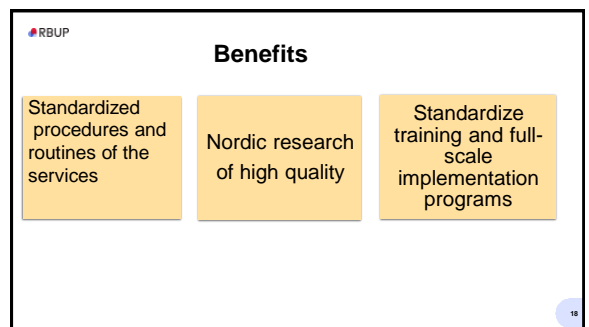 RBUP
Benefits
Standardized
procedures and
routines of the
services
Nordic research
of high quality
Standardize
training and full-
scale
implementation
programs
18